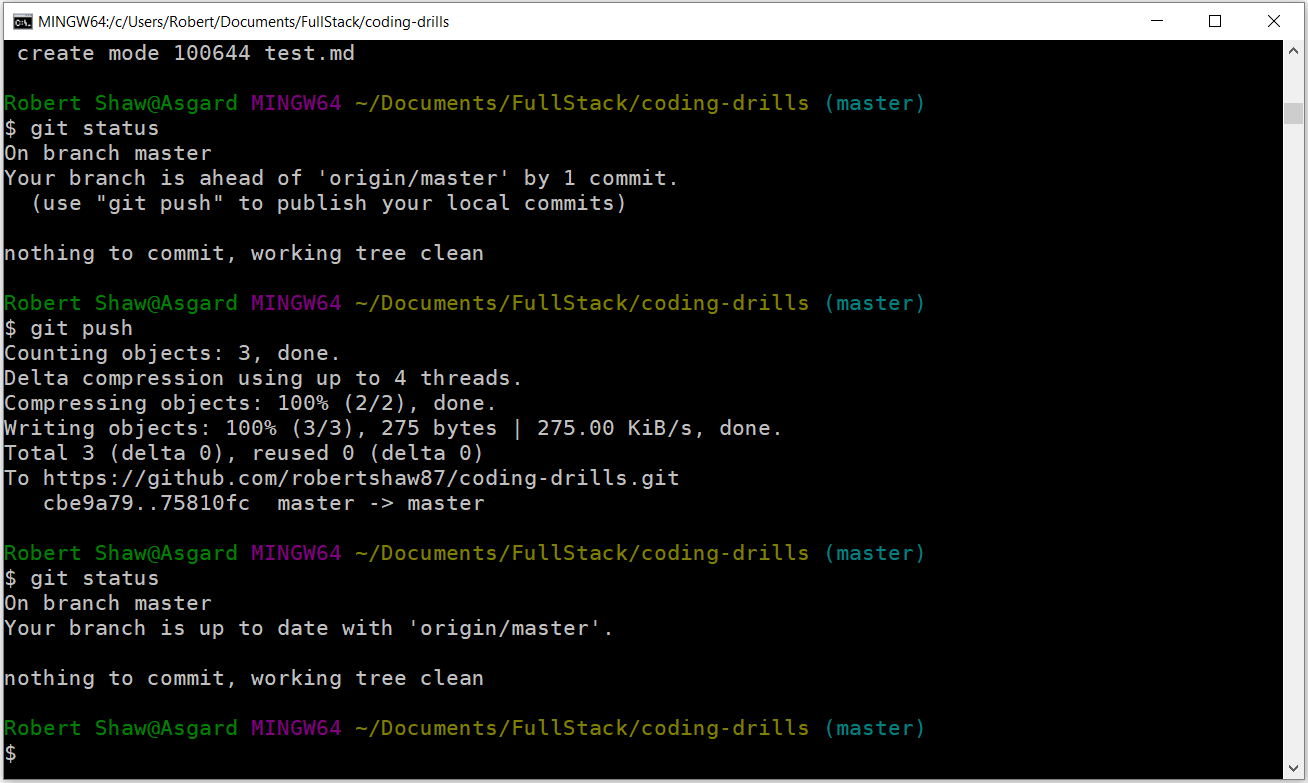 MINGW64:/c/Users/Robert/Documents/FullStack/coding-drills
 create mode 100644 test.md
Robert Shaw@Asgard MINGW64 ~/Documents/FullStack/coding-drills (master)
$ git status
On branch master
Your branch is ahead of 'origin/master' by 1 commit.
  (use "git push" to publish your local commits)
nothing to commit, working tree clean
Robert Shaw@Asgard MINGW64 ~/Documents/FullStack/coding-drills (master)
$ git push
Counting objects: 3, done.
Delta compression using up to 4 threads.
Compressing objects: 100% (2/2), done.
Writing objects: 100% (3/3), 275 bytes | 275.00 KiB/s, done.
Total 3 (delta 0), reused 0 (delta 0)
To https://github.com/robertshaw87/coding-drills.git
   cbe9a79..75810fc  master -> master
Robert Shaw@Asgard MINGW64 ~/Documents/FullStack/coding-drills (master)
$ git status
On branch master
Your branch is up to date with 'origin/master'.
nothing to commit, working tree clean
Robert Shaw@Asgard MINGW64 ~/Documents/FullStack/coding-drills (master)
$